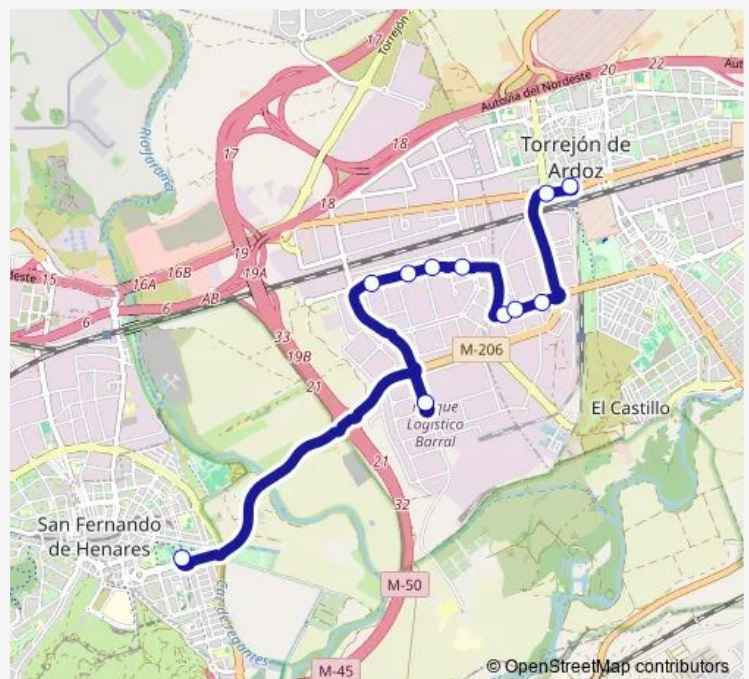 17
Torrejón
Río Jarama
Autovía del Nordeste
20
22
Aut
18
17
Torrejón de
Ardoz
18
19
19A
16B
16A
deste
15
6
6
AB
33
19B
21
M-206
El Castillo
Parque
Logístico
Barral
21
32
San Fernando
de Henares
M-50
M-45
© OpenStreetMap contributors